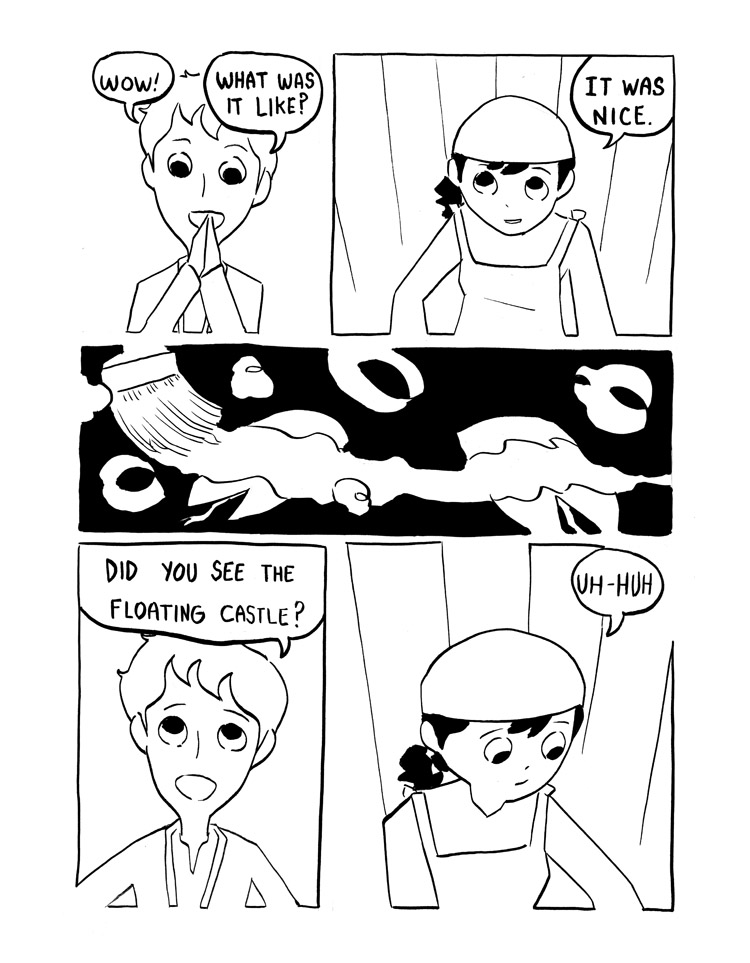 WOW!
WHAT WAS
IT LIKE?
IT WAS
NICE.
DID YOU SEE THE
FLOATING CASTLE?
UH-HUH